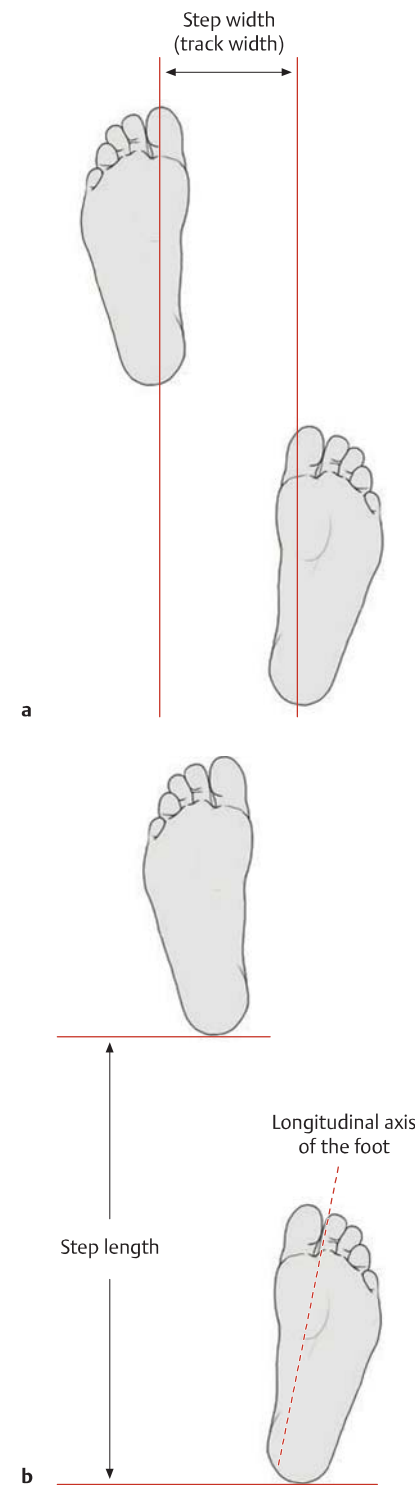 Step width
(track width)
a
Longitudinal axis
of the foot
Step length
b